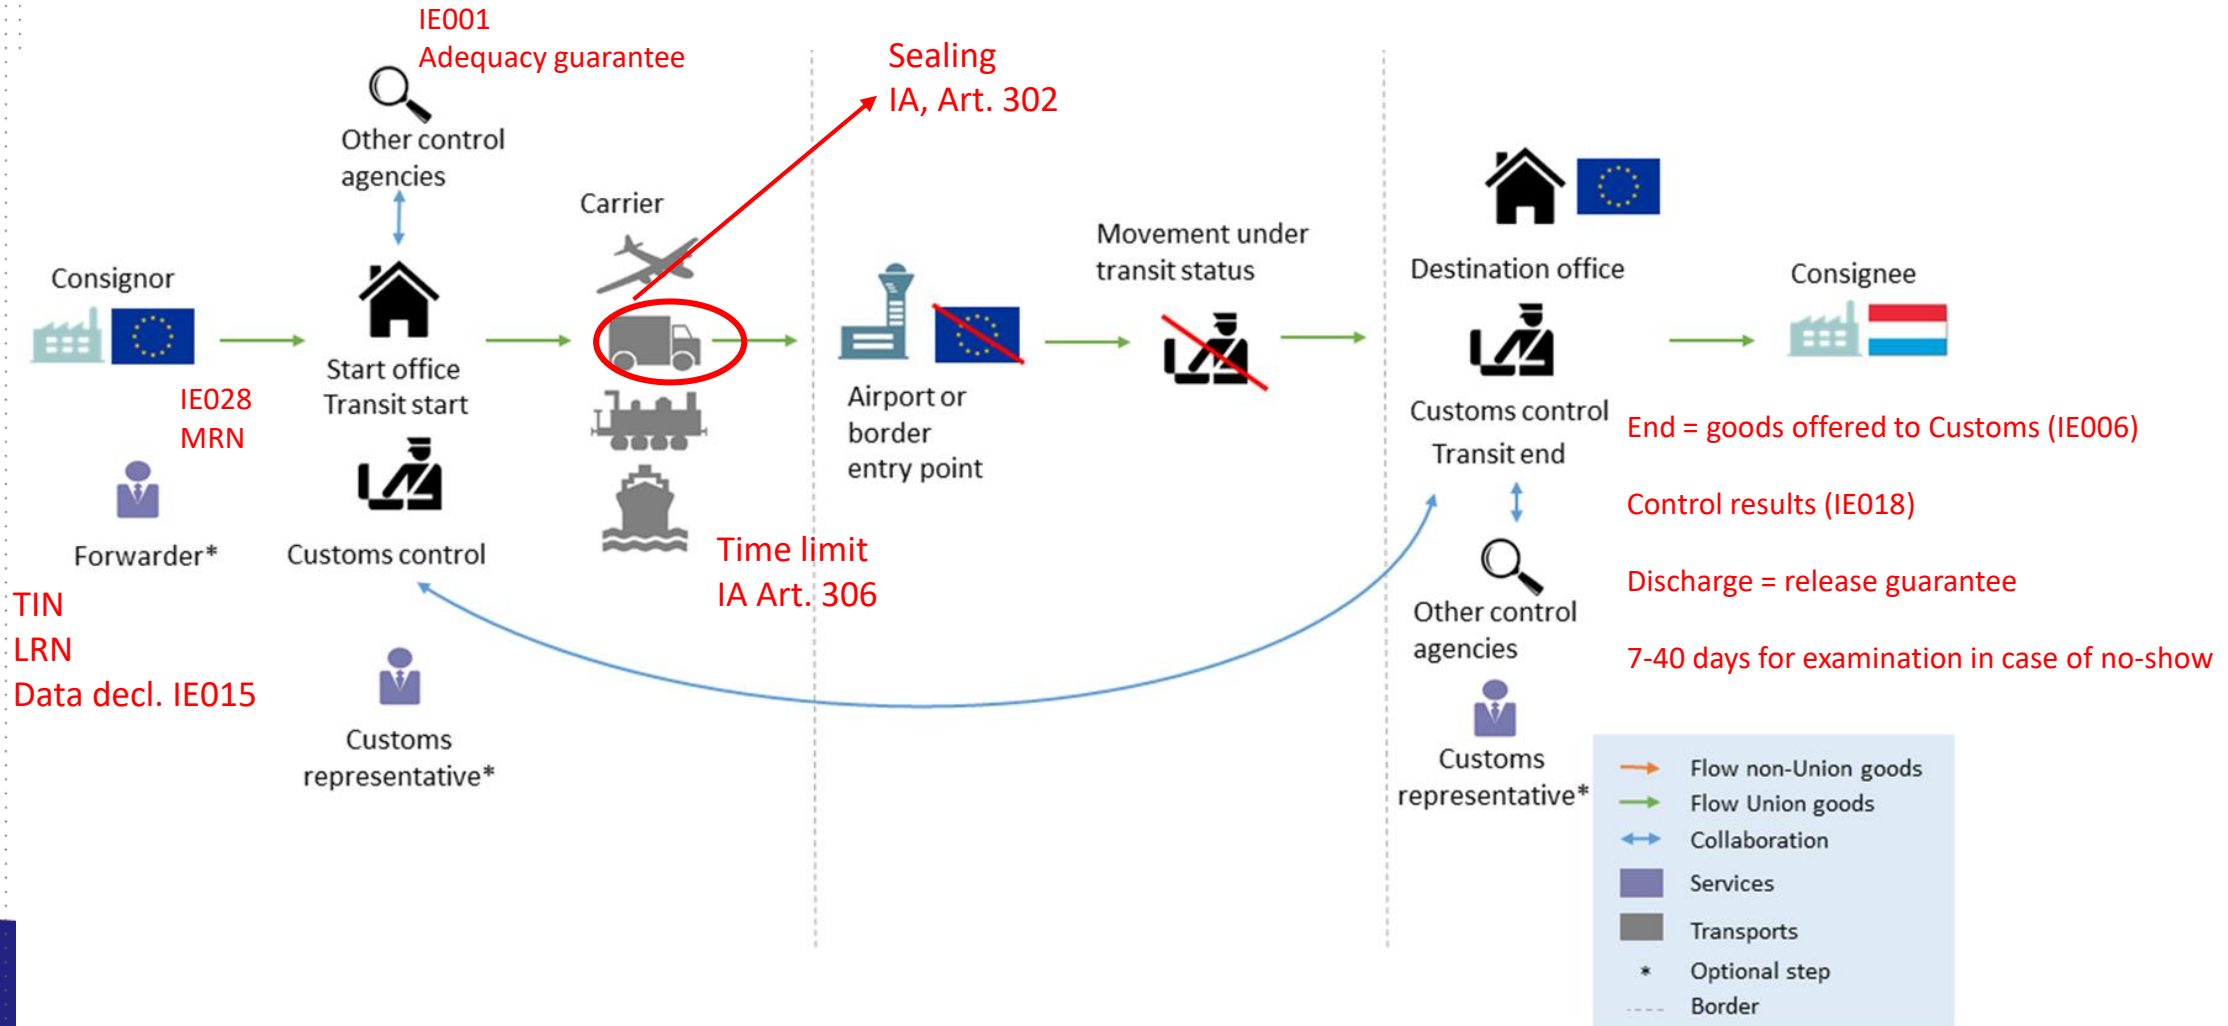 IE001
Adequacy guarantee
Sealing
IA, Art. 302
Other control
agencies
Carrier
Consignor
Start office
Transit start
IE028
MRN
Forwarder*
Customs control
TIN
LRN
Data decl. IE015
Customs
representative*
Time limit
IA Art. 306
Airport or
border
entry point
Movement under
transit status
Destination office
Customs control
Transit end
Other control
agencies
Customs
representative*
Consignee
End = goods offered to Customs (IE006)
Control results (IE018)
Discharge = release guarantee
7-40 days for examination in case of no-show
Flow non-Union goods
Flow Union goods
Collaboration
Services
Transports
* Optional step
Border